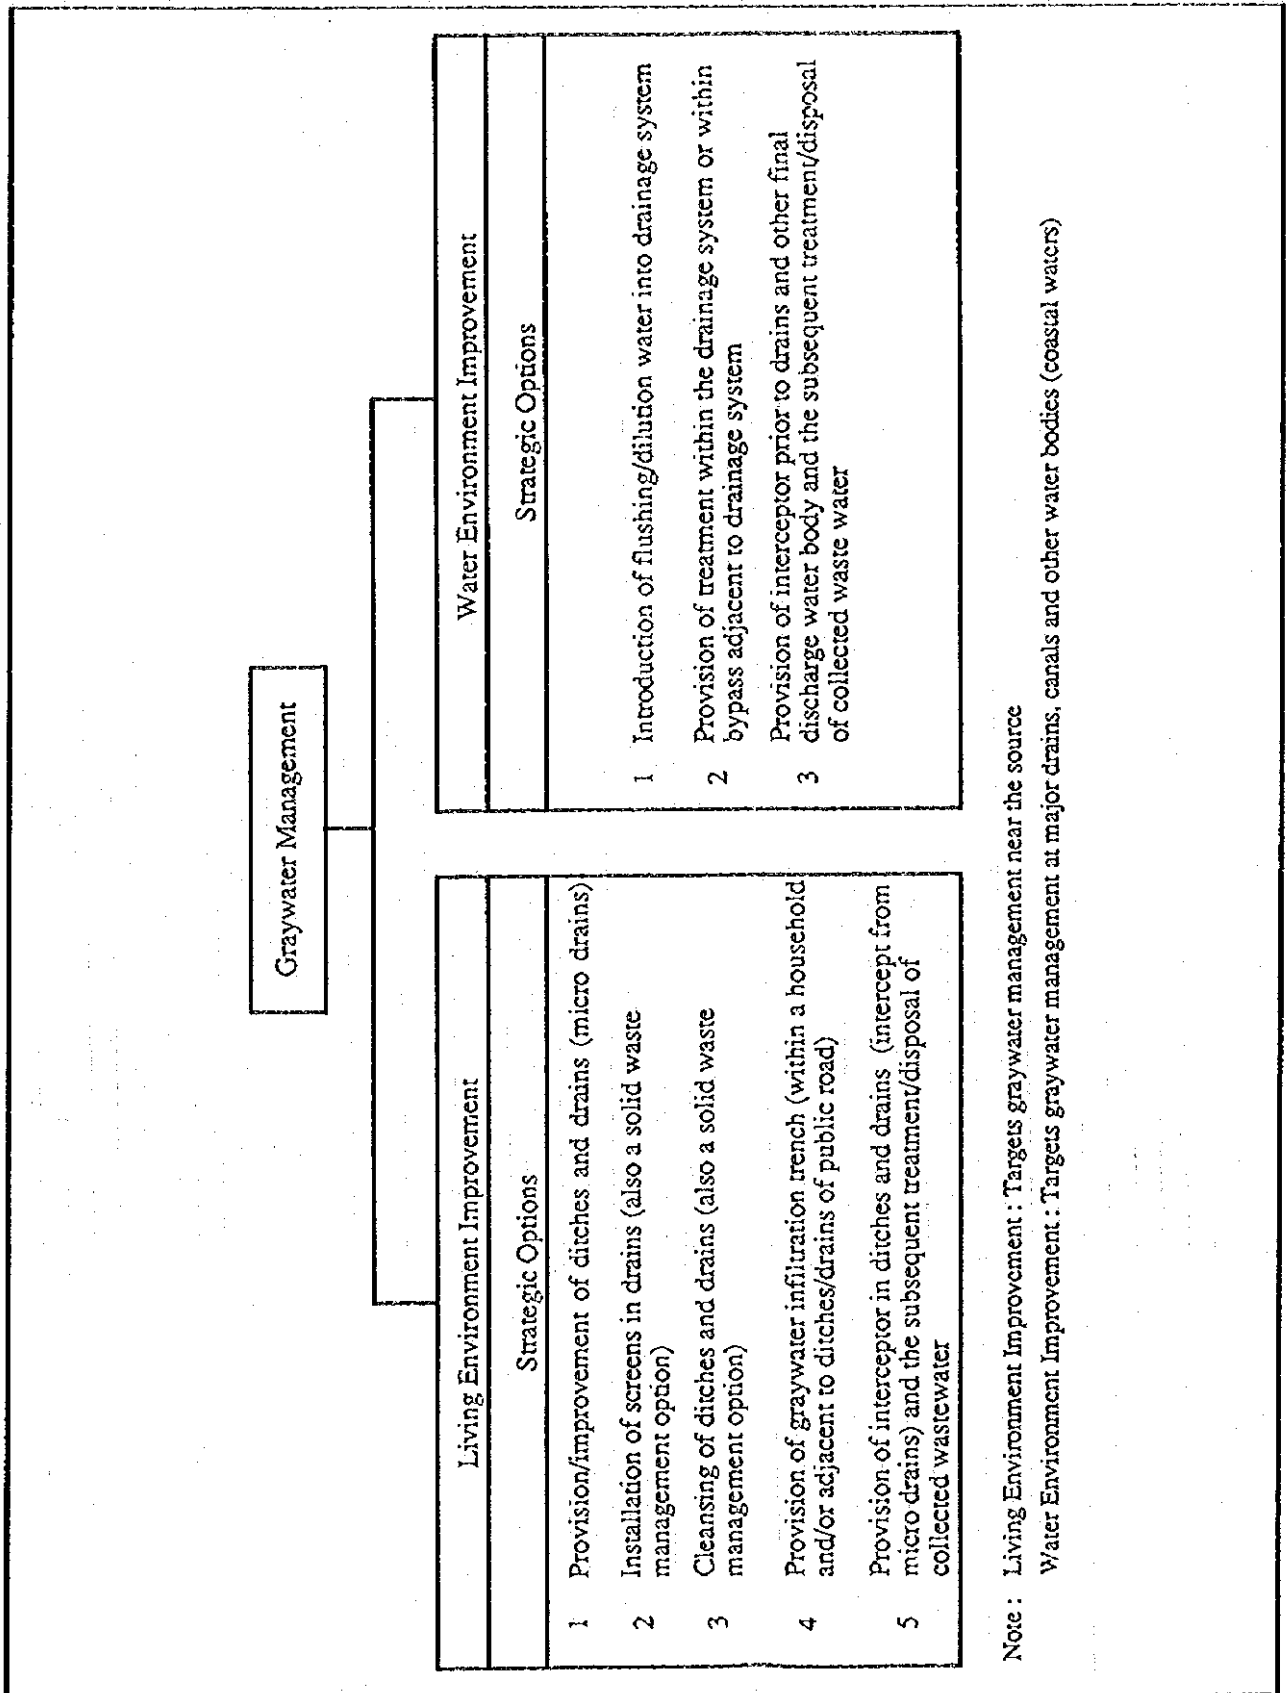 Graywater Management
Living Environment Improvement
Strategic Options
1 Provision/improvement of ditches and drains (micro drains)
2 Installation of screens in drains (also a solid waste
management option)
3 Cleansing of ditches and drains (also a solid waste
management option)
4 Provision of graywater infiltration trench (within a household
and/or adjacent to ditches/drains of public road)
5 Provision of interceptor in ditches and drains (intercept from
micro drains) and the subsequent treatment/disposal of
collected wastewater
Water Environment Improvement
Strategic Options
1 Introduction of flushing/dilution water into drainage system
2 Provision of treatment within the drainage system or within
bypass adjacent to drainage system
3 Provision of interceptor prior to drains and other final
discharge water body and the subsequent treatment/disposal
of collected waste water
Note : Living Environment Improvement : Targets graywater management near the source
Water Environment Improvement : Targets graywater management at major drains, canals and other water bodies (coastal waters)